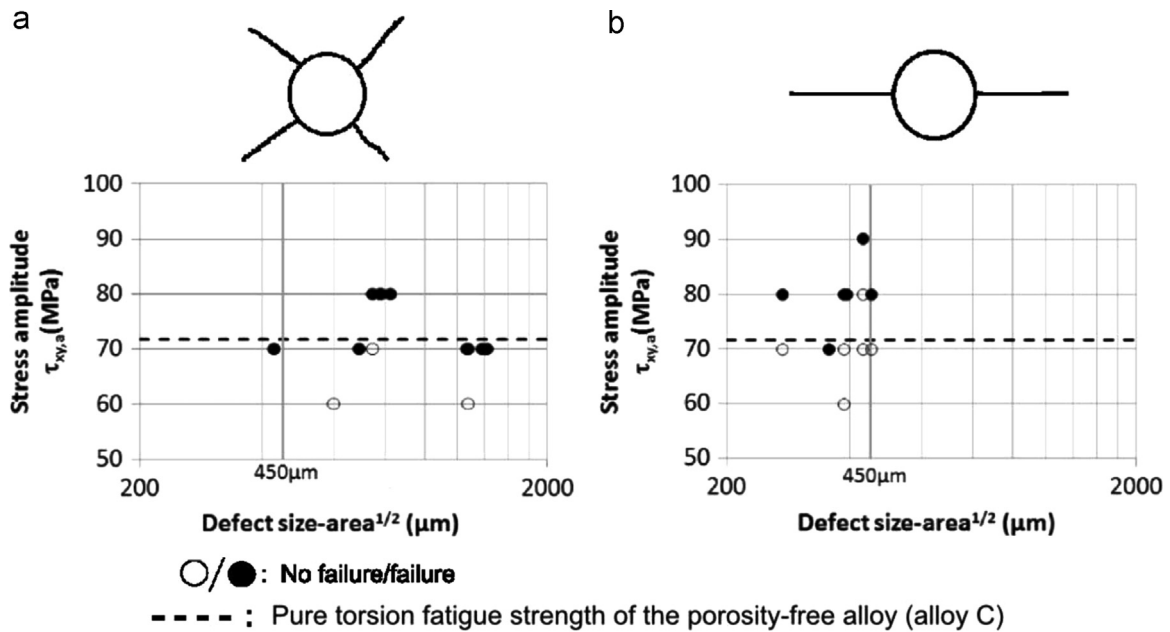 a
b
100
90
80
70
60
50
Stress amplitude
τxy,a(MPa)
450μm
200
2000
Defect size-area1/2 (μm)
100
90
80
70
60
50
Stress amplitude
τxy,a(MPa)
450μm
200
2000
Defect size-area1/2 (μm)
: No failure/failure
: Pure torsion fatigue strength of the porosity-free alloy (alloy C)